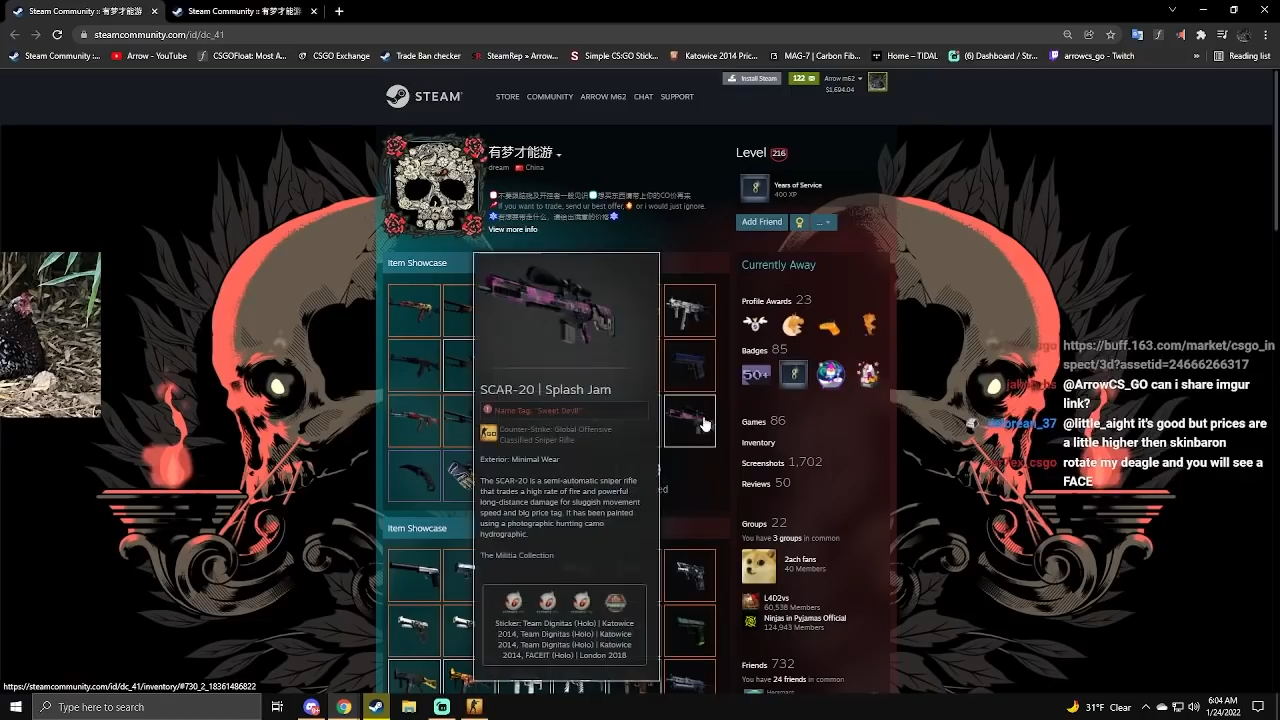 Steam Community :: 有梦才能游
Steam Community :: 有梦才能游
steamcommunity.com/id/dc_41
Steam Community :...
Arrow - YouTube
CSGOFloat: Most A...
CSGO Exchange
Trade Ban checker
SteamRep » Arrow...
Simple CS:GO Stick...
Katowice 2014 Pric...
MAG-7 | Carbon Fib...
Home – TIDAL
(6) Dashboard / Str...
arrowcs_go - Twitch
»
Reading list
STEAM
STORE COMMUNITY ARROW M62 CHAT SUPPORT
Install Steam
122
Arrow m62
$1,694.04
有梦才能游
dream China
If you want to trade, send ur best offer, or i would just ignore.
View more info
Level 216
Years of Service
400 XP
Add Friend
...
Item Showcase
SCAR-20 | Splash Jam
Name Tag: "Sweet Devil"
Counter-Strike: Global Offensive
Classified Sniper Rifle
Exterior: Minimal Wear
The SCAR-20 is a semi-automatic sniper rifle
that trades a high rate of fire and powerful
long-distance damage for sluggish movement
speed and big price tag. It has been painted
using a photographic hunting camo
hydrographic.
The Militia Collection
Sticker: Team Dignitas (Holo) | Katowice
2014, Team Dignitas (Holo) | Katowice
2014, Team Dignitas (Holo) | Katowice
2014, FACEIT (Holo) | London 2018
Item Showcase
Currently Away
Profile Awards 23
Badges 85
50+
Games 86
Inventory
Screenshots 1,702
Reviews 50
Groups 22
You have 3 groups in common
2ach fans
40 Members
L4D2vs
60,538 Members
Ninjas in Pyjamas Official
124,943 Members
Friends 732
You have 24 friends in common
https://buff.163.com/market/csgo_in
spect/3d?assetid=24666266317
@ArrowCS_GO can i share imgur
link?
@little_aight it's good but prices are
a little higher then skinbaron
rotate my deagle and you will see a
FACE
https://steamcommunity.com/id/dc_41/inventory/#730_2_18361486822
Type here to search
31°F Clear
6:04 AM
1/24/2022